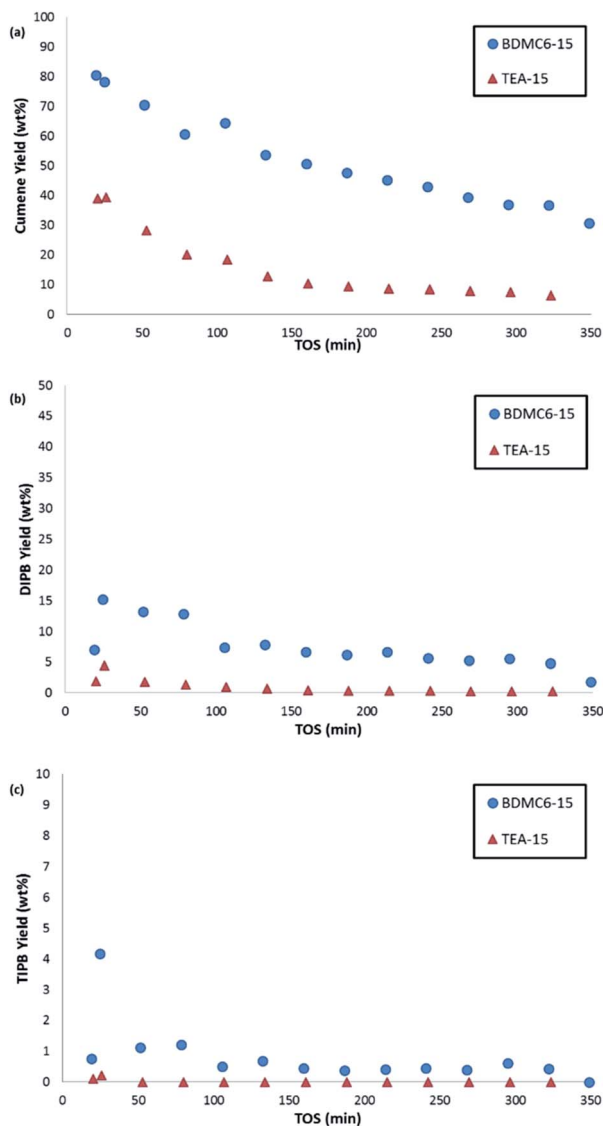 (a)
100
90
80
70
60
50
40
30
20
10
0
Cumene Yield (wt%)
BDMC6-15
TEA-15
0 50 100 150 200 250 300 350
TOS (min)
(b)
50
45
40
35
30
25
20
15
10
5
0
DIPB Yield (wt%)
BDMC6-15
TEA-15
0 50 100 150 200 250 300 350
TOS (min)
(c)
10
9
8
7
6
5
4
3
2
1
0
TIPB Yield (wt%)
BDMC6-15
TEA-15
0 50 100 150 200 250 300 350
TOS (min)